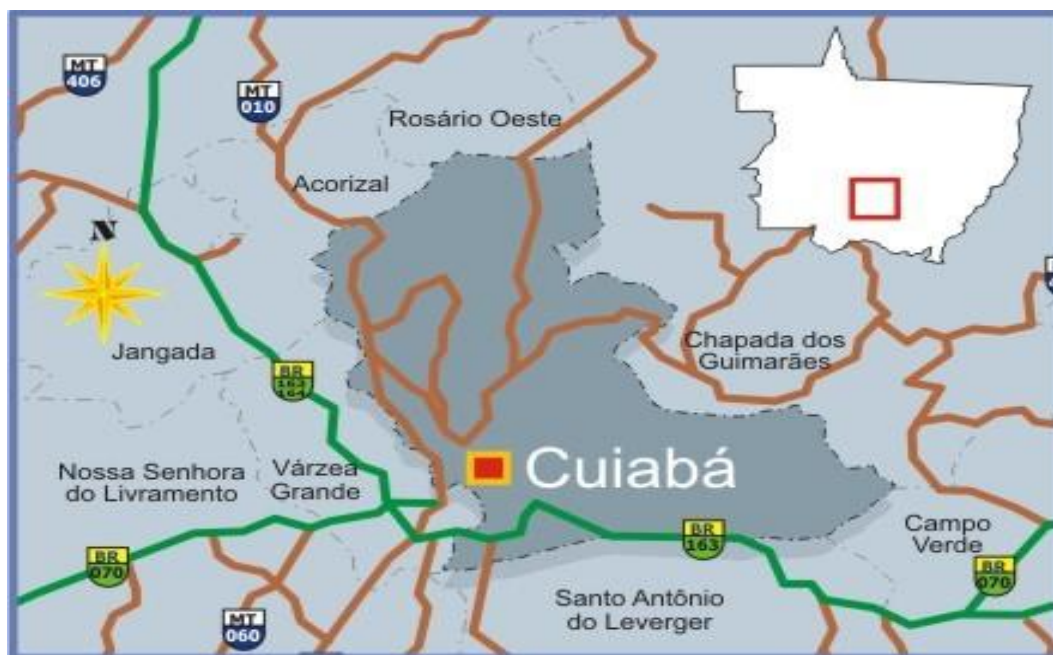 MT
406
MT
010
Rosário Oeste
Acorizal
N
Jangada
Chapada dos
Guimarães
BR
163
164
Cuiabá
Nossa Senhora
do Livramento
Várzea
Grande
Campo
Verde
BR
070
BR
163
BR
070
Santo Antônio
do Leverger
MT
060